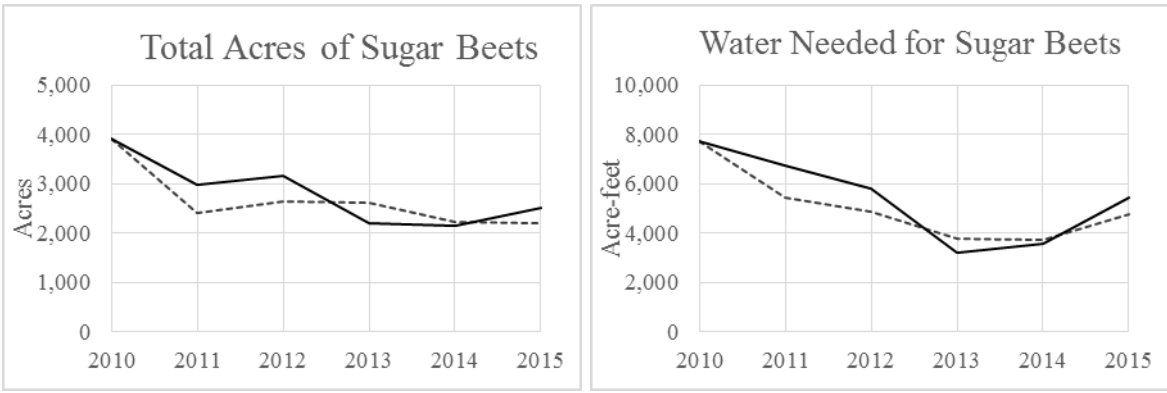 Total Acres of Sugar Beets
5,000
4,000
3,000
2,000
1,000
0
Acres
2010 2011 2012 2013 2014 2015
Water Needed for Sugar Beets
10,000
8,000
6,000
4,000
2,000
0
Acre-feet
2010 2011 2012 2013 2014 2015